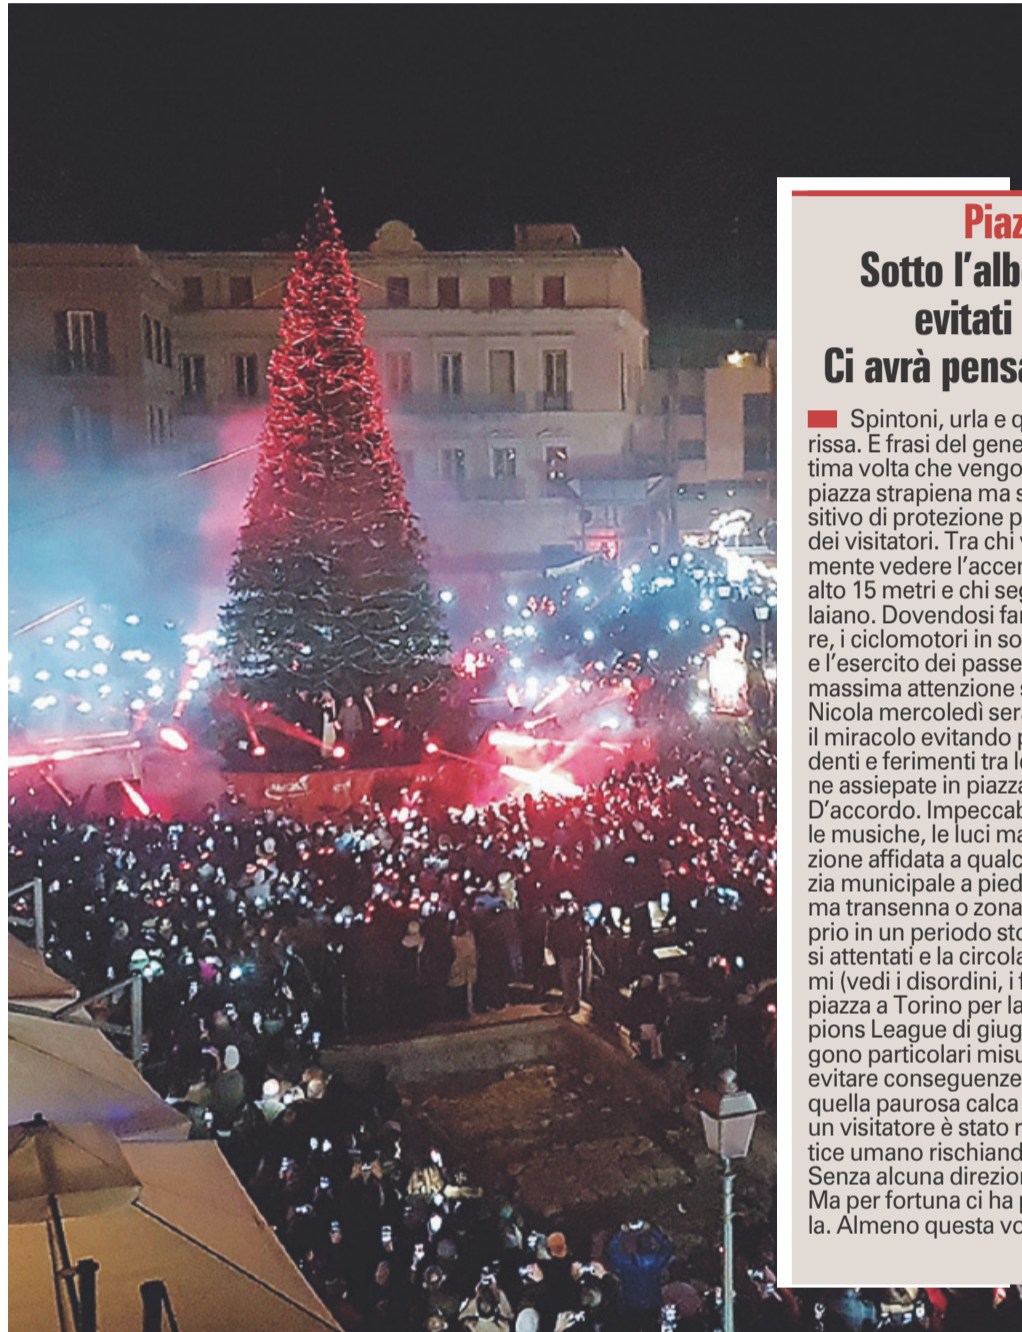 Piaz
Sotto l'alb
evitati
Ci avrà pensa
Spintoni, urla e q
rissa. E frasi del gene
tima volta che vengo
piazza strapiena ma s
sitivo di protezione p
dei visitatori. Tra chi v
mente vedere l'accen
alto 15 metri e chi seg
laiano. Dovendosi far
re, i ciclomotori in so
e l'esercito dei passe
massima attenzione s
Nicola mercoledì sera
il miracolo evitando p
denti e ferimenti tra le
ne assiepate in piazza
D'accordo. Impeccab
le musiche, le luci ma
zione affidata a qualc
zia municipale a pied
ma transenna o zona
prio in un periodo sto
si attentati e la circola
mi (vedi i disordini, i f
piazza a Torino per la
pions League di giug
gono particolari misu
evitare conseguenze
quella paurosa calca
un visitatore è stato r
tice umano rischiand
Senza alcuna direzion
Ma per fortuna ci ha p
la. Almeno questa vo